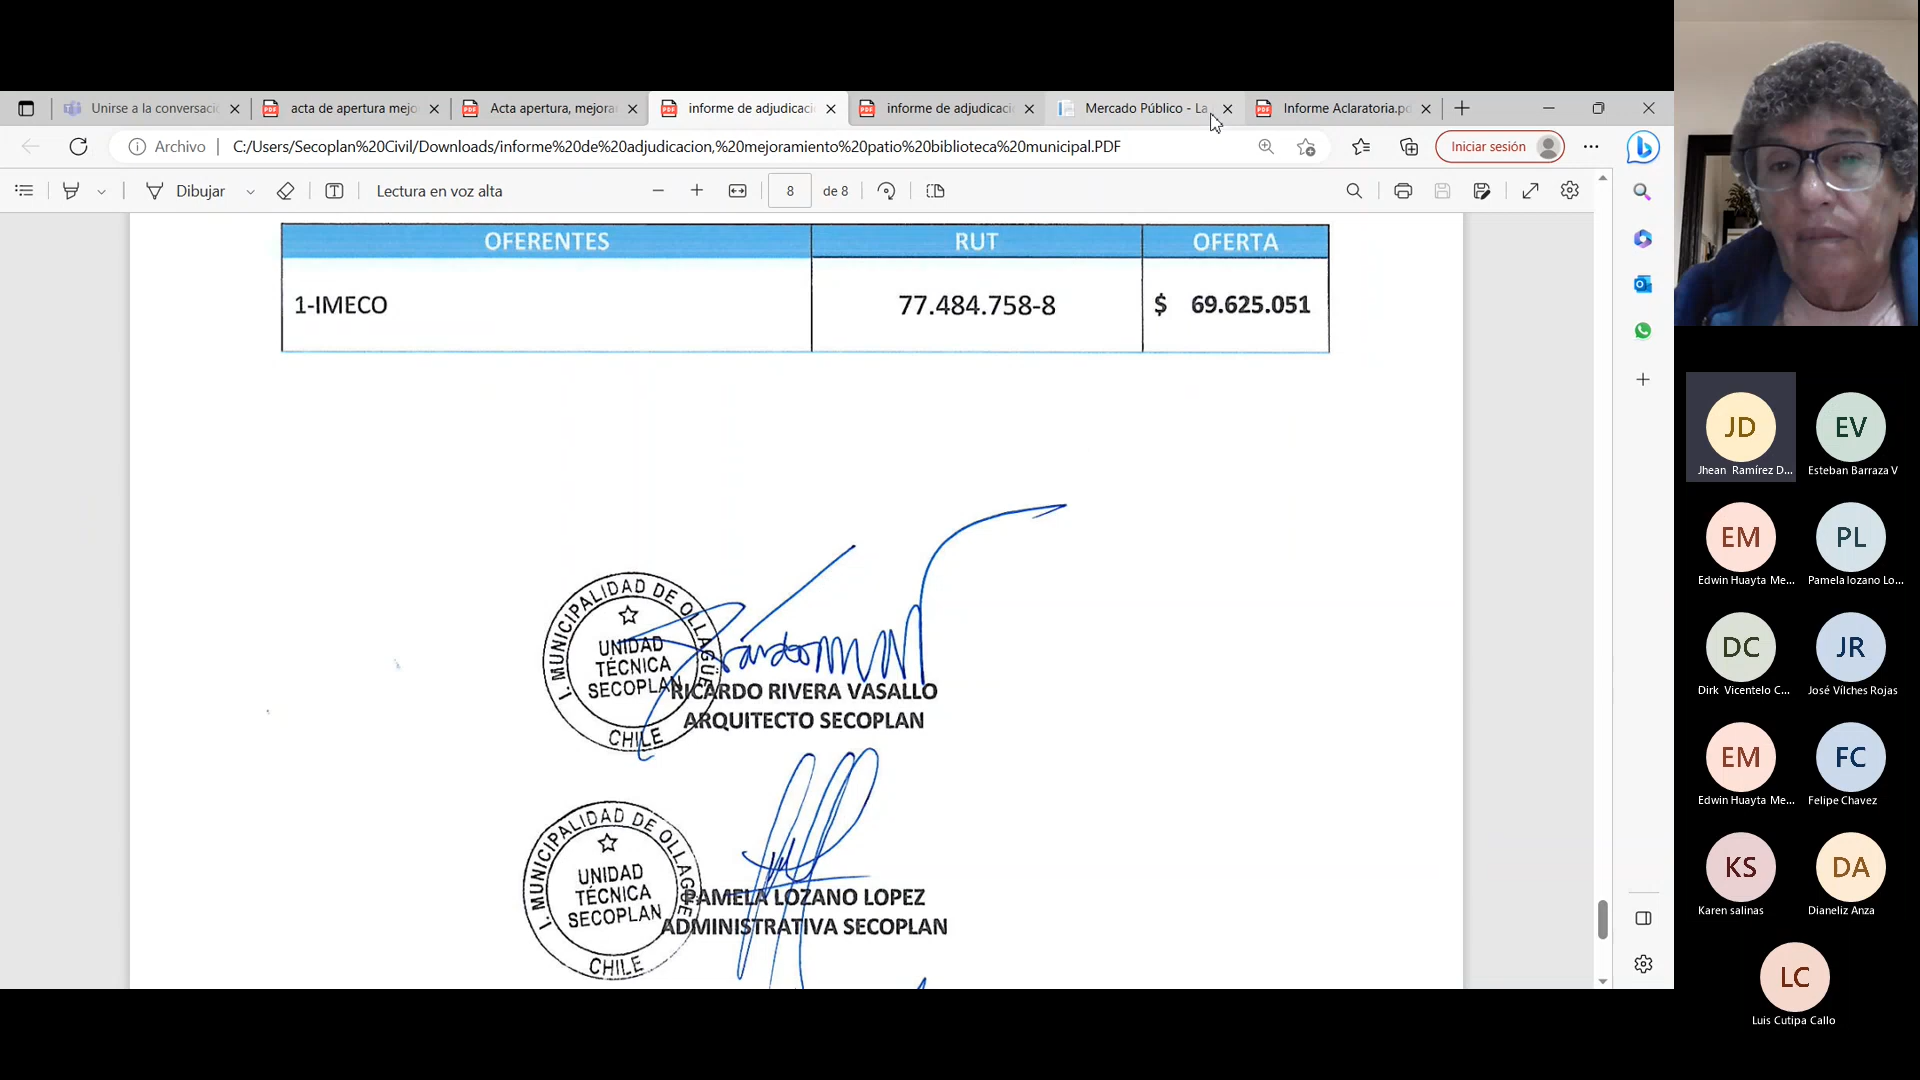 Unirse a la conversaci
acta de apertura mejo
Acta apertura, mejora
informe de adjudicaci
informe de adjudicaci
Mercado Público - La
Informe Aclaratoria.pd
Archivo
C:/Users/Secoplan%20Civil/Downloads/informe%20de%20adjudicacion,%20mejoramiento%20patio%20biblioteca%20municipal.PDF
Iniciar sesión
Dibujar
Lectura en voz alta
8
de 8
OFERENTES
RUT
OFERTA
1-IMECO
77.484.758-8
$ 69.625.051
I. MUNICIPALIDAD DE OLLAGÜE
UNIDAD
TÉCNICA
SECOPLAN
CHILE
RICARDO RIVERA VASALLO
ARQUITECTO SECOPLAN
I. MUNICIPALIDAD DE OLLAGÜE
UNIDAD
TÉCNICA
SECOPLAN
CHILE
PAMELA LOZANO LOPEZ
ADMINISTRATIVA SECOPLAN
JD
Jhean Ramírez D...
EV
Esteban Barraza V
EM
Edwin Huayta Me...
PL
Pamela lozano Lo...
DC
Dirk Vicentelo C...
JR
José Vilches Rojas
EM
Edwin Huayta Me...
FC
Felipe Chavez
KS
Karen salinas
DA
Dianeliz Anza
LC
Luis Cutipa Callo